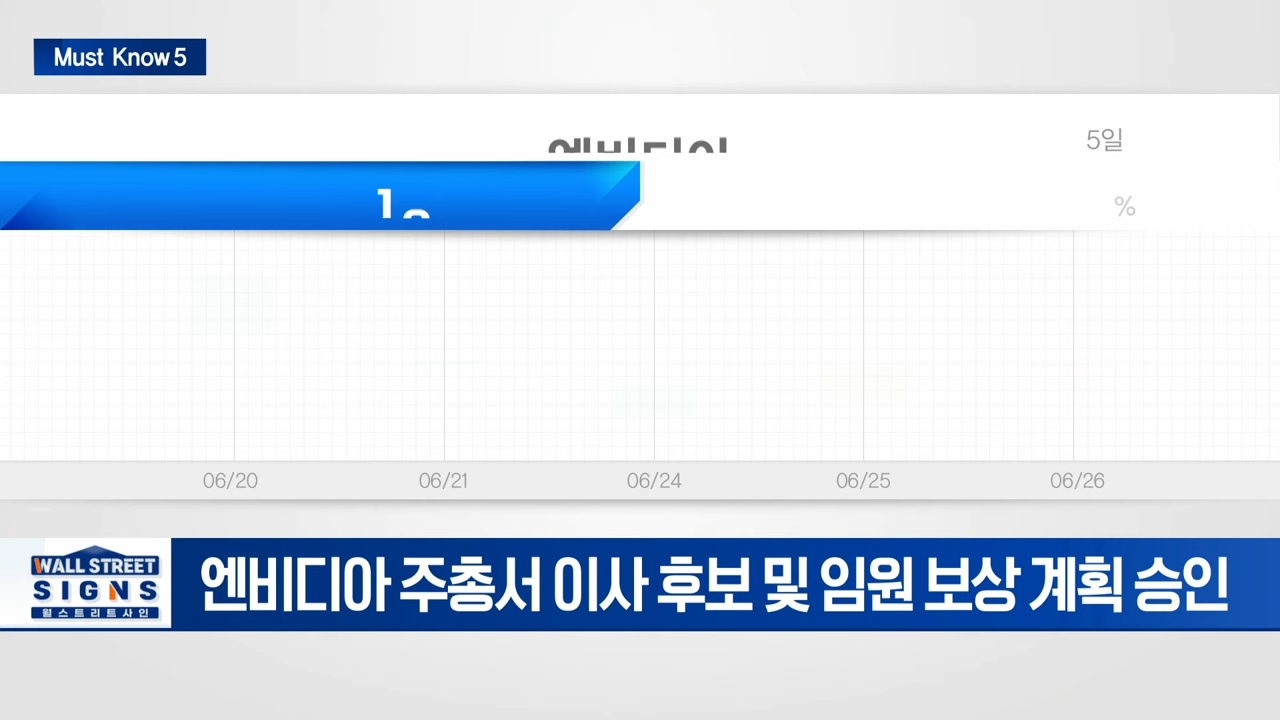 Must Know 5
5일
%
06/20 06/21 06/24 06/25 06/26
WALL STREET
SIGNS
월스트리트사인
엔비디아 주총서 이사 후보 및 임원 보상 계획 승인